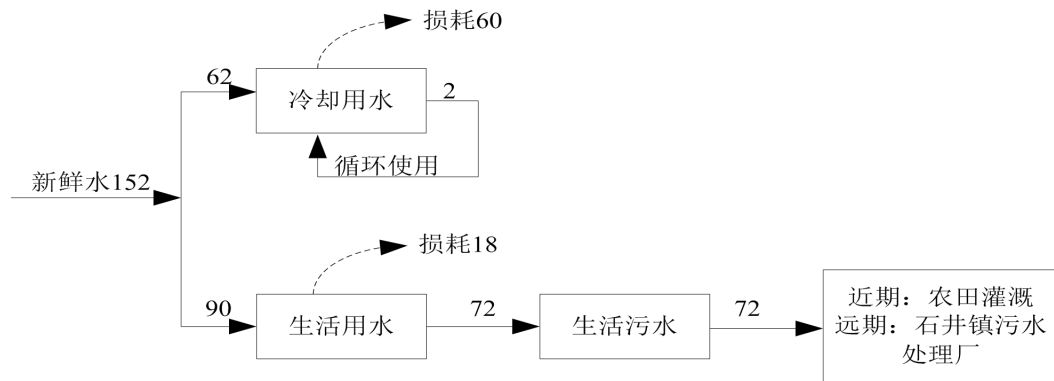 损耗60
62
冷却用水
2
循环使用
新鲜水152
损耗18
90
生活用水
72
生活污水
72
近期：农田灌溉
远期：石井镇污水
处理厂